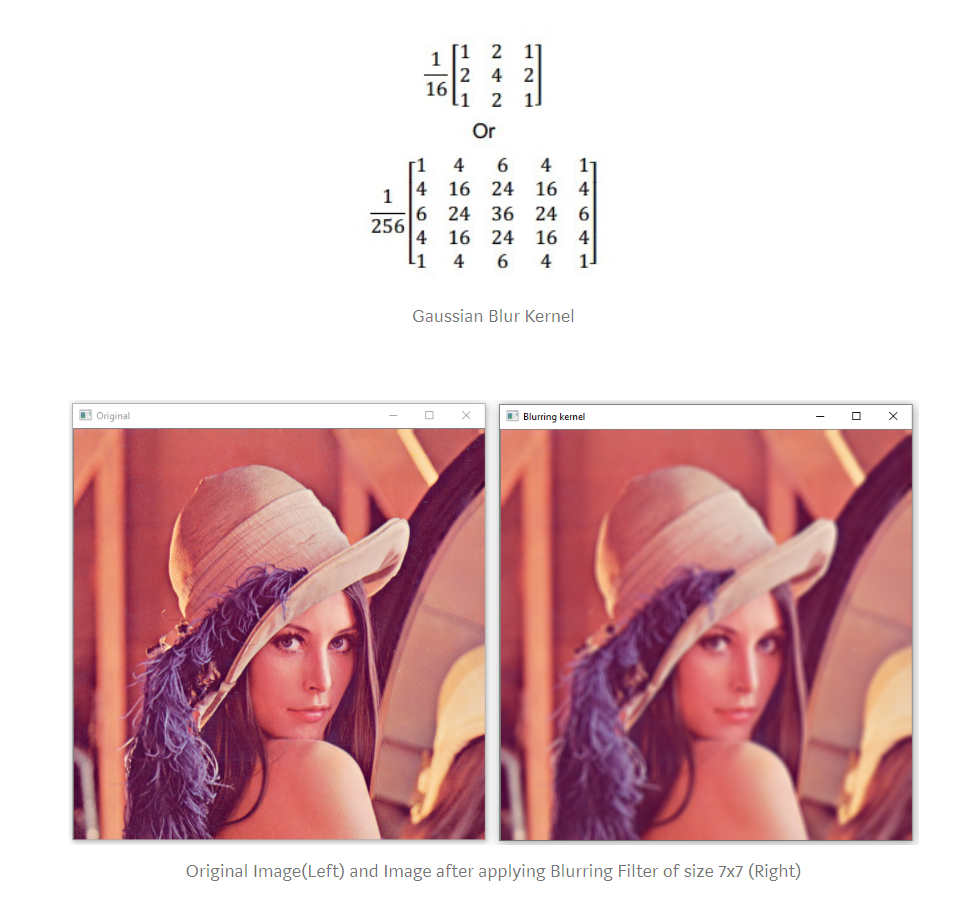 1/16 [1 2 1
2 4 2
1 2 1]
Or
1/256 [1 4 6 4 1
4 16 24 16 4
6 24 36 24 6
4 16 24 16 4
1 4 6 4 1]
Gaussian Blur Kernel
Original
Blurring kernel
Original Image(Left) and Image after applying Blurring Filter of size 7x7 (Right)